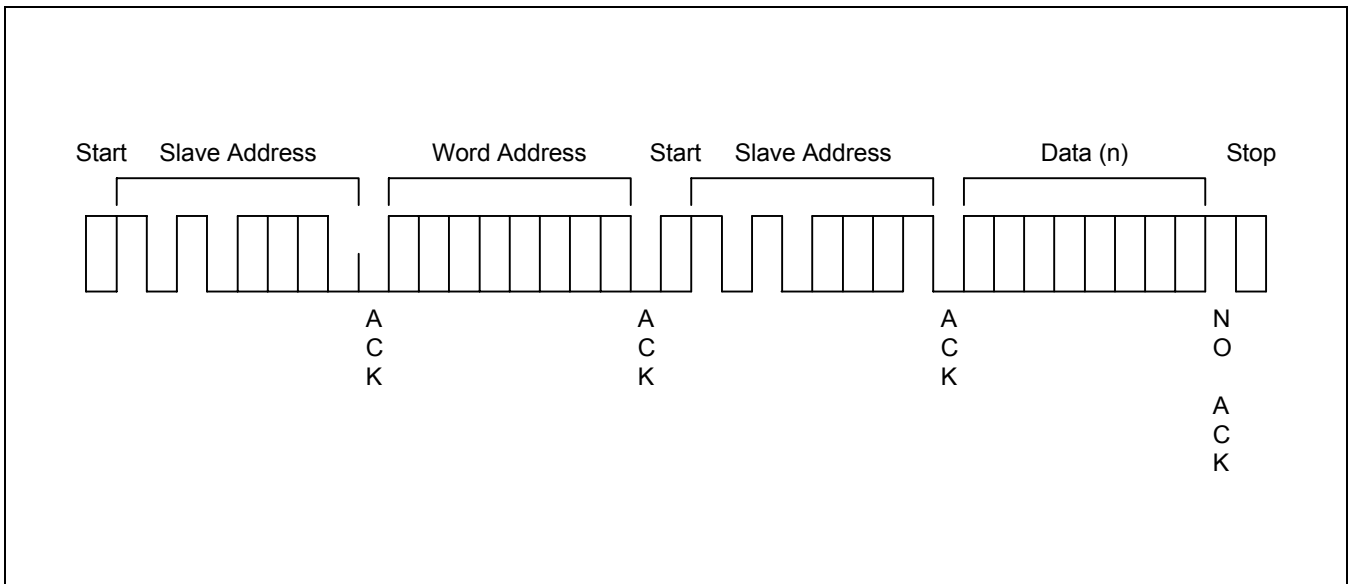 Start Slave Address Word Address Start Slave Address Data (n) Stop
A A A N
C C C O
K K K
A
C
K